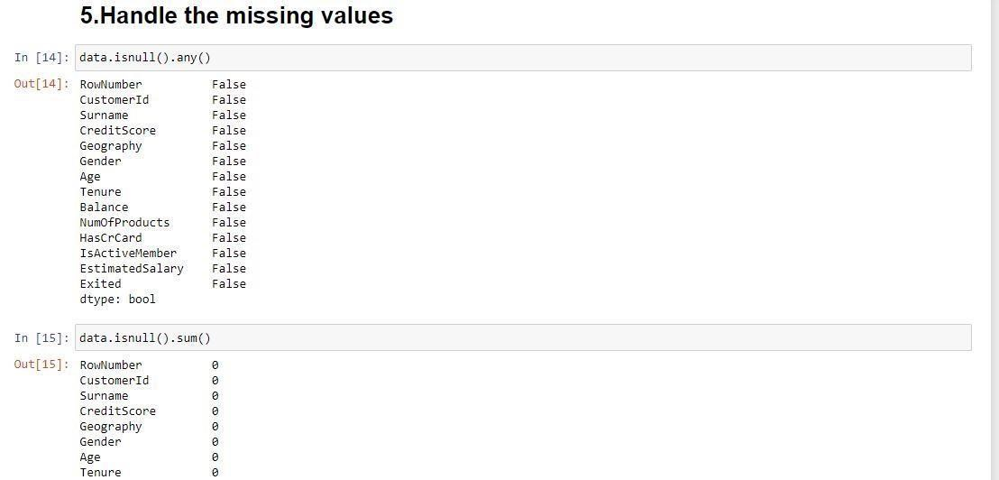 5.Handle the missing values
In [14]: data.isnull().any()
Out[14]: RowNumber False
CustomerId False
Surname False
CreditScore False
Geography False
Gender False
Age False
Tenure False
Balance False
NumOfProducts False
HasCrCard False
IsActiveMember False
EstimatedSalary False
Exited False
dtype: bool
In [15]: data.isnull().sum()
Out[15]: RowNumber 0
CustomerId 0
Surname 0
CreditScore 0
Geography 0
Gender 0
Age 0
Tenure 0